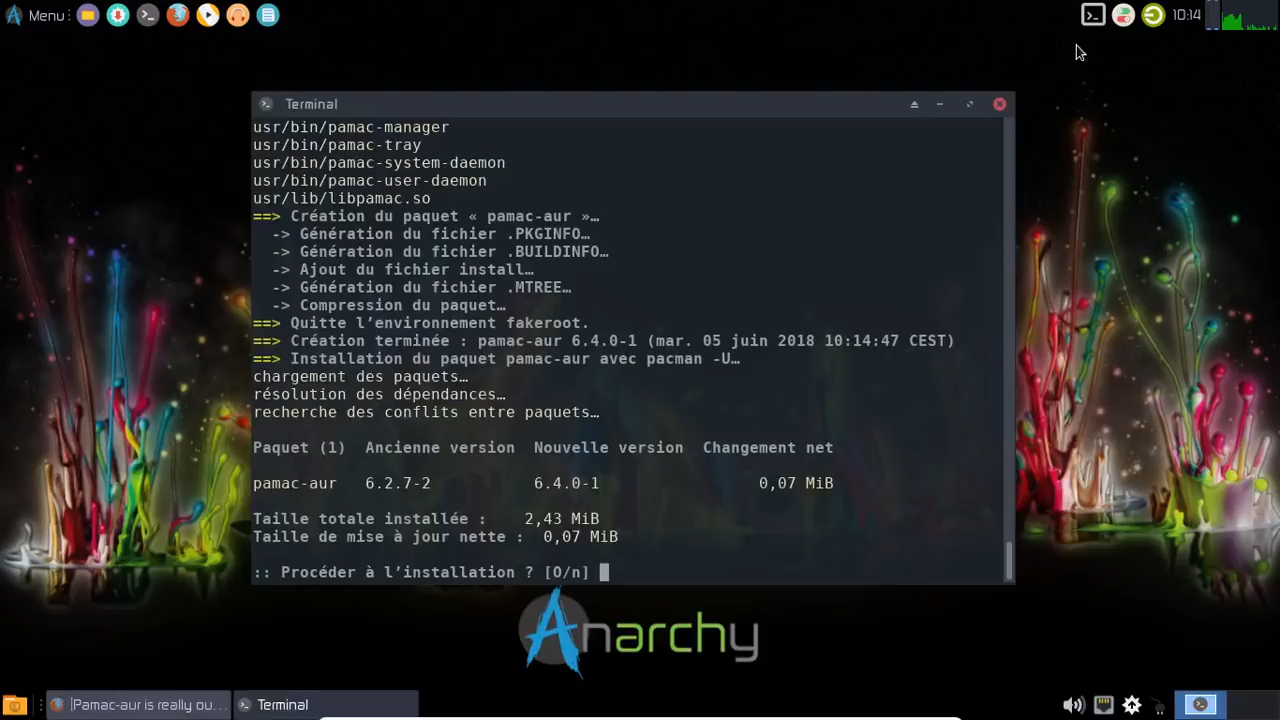 Menu
10:14
Terminal
usr/bin/pamac-manager
usr/bin/pamac-tray
usr/bin/pamac-system-daemon
usr/bin/pamac-user-daemon
usr/lib/libpamac.so
==> Création du paquet « pamac-aur »…
-> Génération du fichier .PKGINFO…
-> Génération du fichier .BUILDINFO…
-> Ajout du fichier install…
-> Génération du fichier .MTREE…
-> Compression du paquet…
==> Quitte l’environnement fakeroot.
==> Création terminée : pamac-aur 6.4.0-1 (mar. 05 juin 2018 10:14:47 CEST)
==> Installation du paquet pamac-aur avec pacman -U…
chargement des paquets…
résolution des dépendances…
recherche des conflits entre paquets…
Paquet (1) Ancienne version Nouvelle version Changement net
pamac-aur 6.2.7-2 6.4.0-1 0,07 MiB
Taille totale installée : 2,43 MiB
Taille de mise à jour nette : 0,07 MiB
:: Procéder à l’installation ? [O/n]
Anarchy
[Pamac-aur is really ou...
Terminal